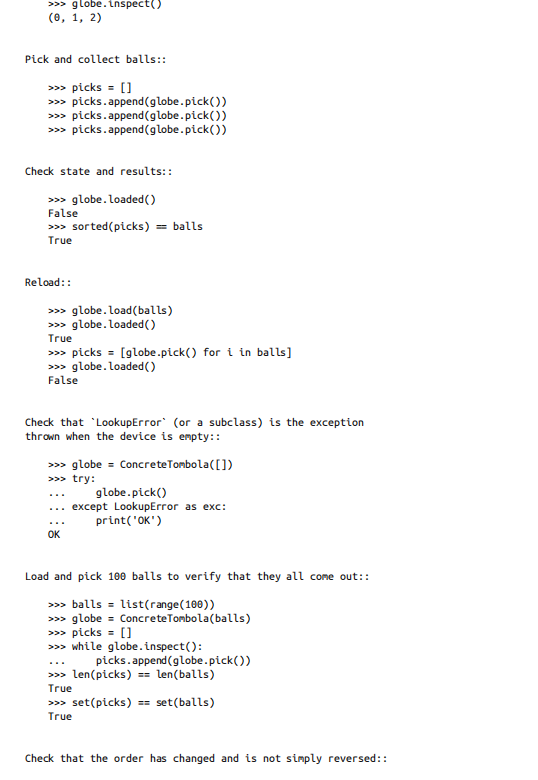 >>> globe.inspect()
(0, 1, 2)
Pick and collect balls::
>>> picks = []
>>> picks.append(globe.pick())
>>> picks.append(globe.pick())
>>> picks.append(globe.pick())
Check state and results::
>>> globe.loaded()
False
>>> sorted(picks) == balls
True
Reload::
>>> globe.load(balls)
>>> globe.loaded()
True
>>> picks = [globe.pick() for i in balls]
>>> globe.loaded()
False
Check that `LookupError` (or a subclass) is the exception
thrown when the device is empty::
>>> globe = ConcreteTombola([])
>>> try:
...     globe.pick()
... except LookupError as exc:
...     print('OK')
OK
Load and pick 100 balls to verify that they all come out::
>>> balls = list(range(100))
>>> globe = ConcreteTombola(balls)
>>> picks = []
>>> while globe.inspect():
...     picks.append(globe.pick())
>>> len(picks) == len(balls)
True
>>> set(picks) == set(balls)
True
Check that the order has changed and is not simply reversed::